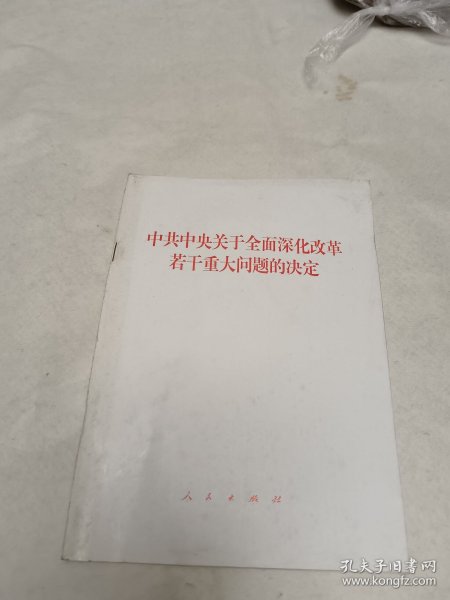 中共中央关于全面深化改革
若干重大问题的决定
人民出版社
孔夫子旧书网
www.kongfz.com